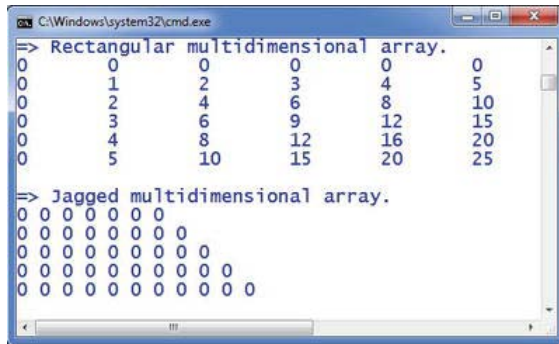 C:\Windows\system32\cmd.exe
=> Rectangular multidimensional array.
0 0 0 0 0 0
0 1 2 3 4 5
0 2 4 6 8 10
0 3 6 9 12 15
0 4 8 12 16 20
0 5 10 15 20 25
=> Jagged multidimensional array.
0 0 0 0 0 0 0
0 0 0 0 0 0 0 0
0 0 0 0 0 0 0 0 0
0 0 0 0 0 0 0 0 0 0
0 0 0 0 0 0 0 0 0 0 0